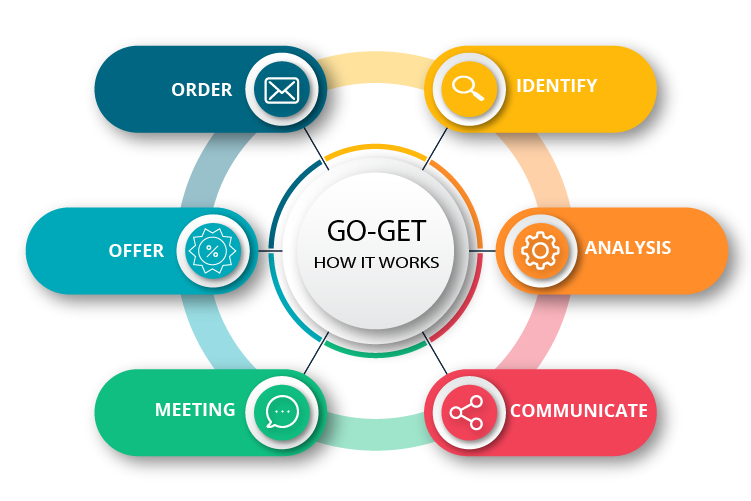 ORDER
IDENTIFY
OFFER
%
GO-GET
HOW IT WORKS
ANALYSIS
MEETING
COMMUNICATE